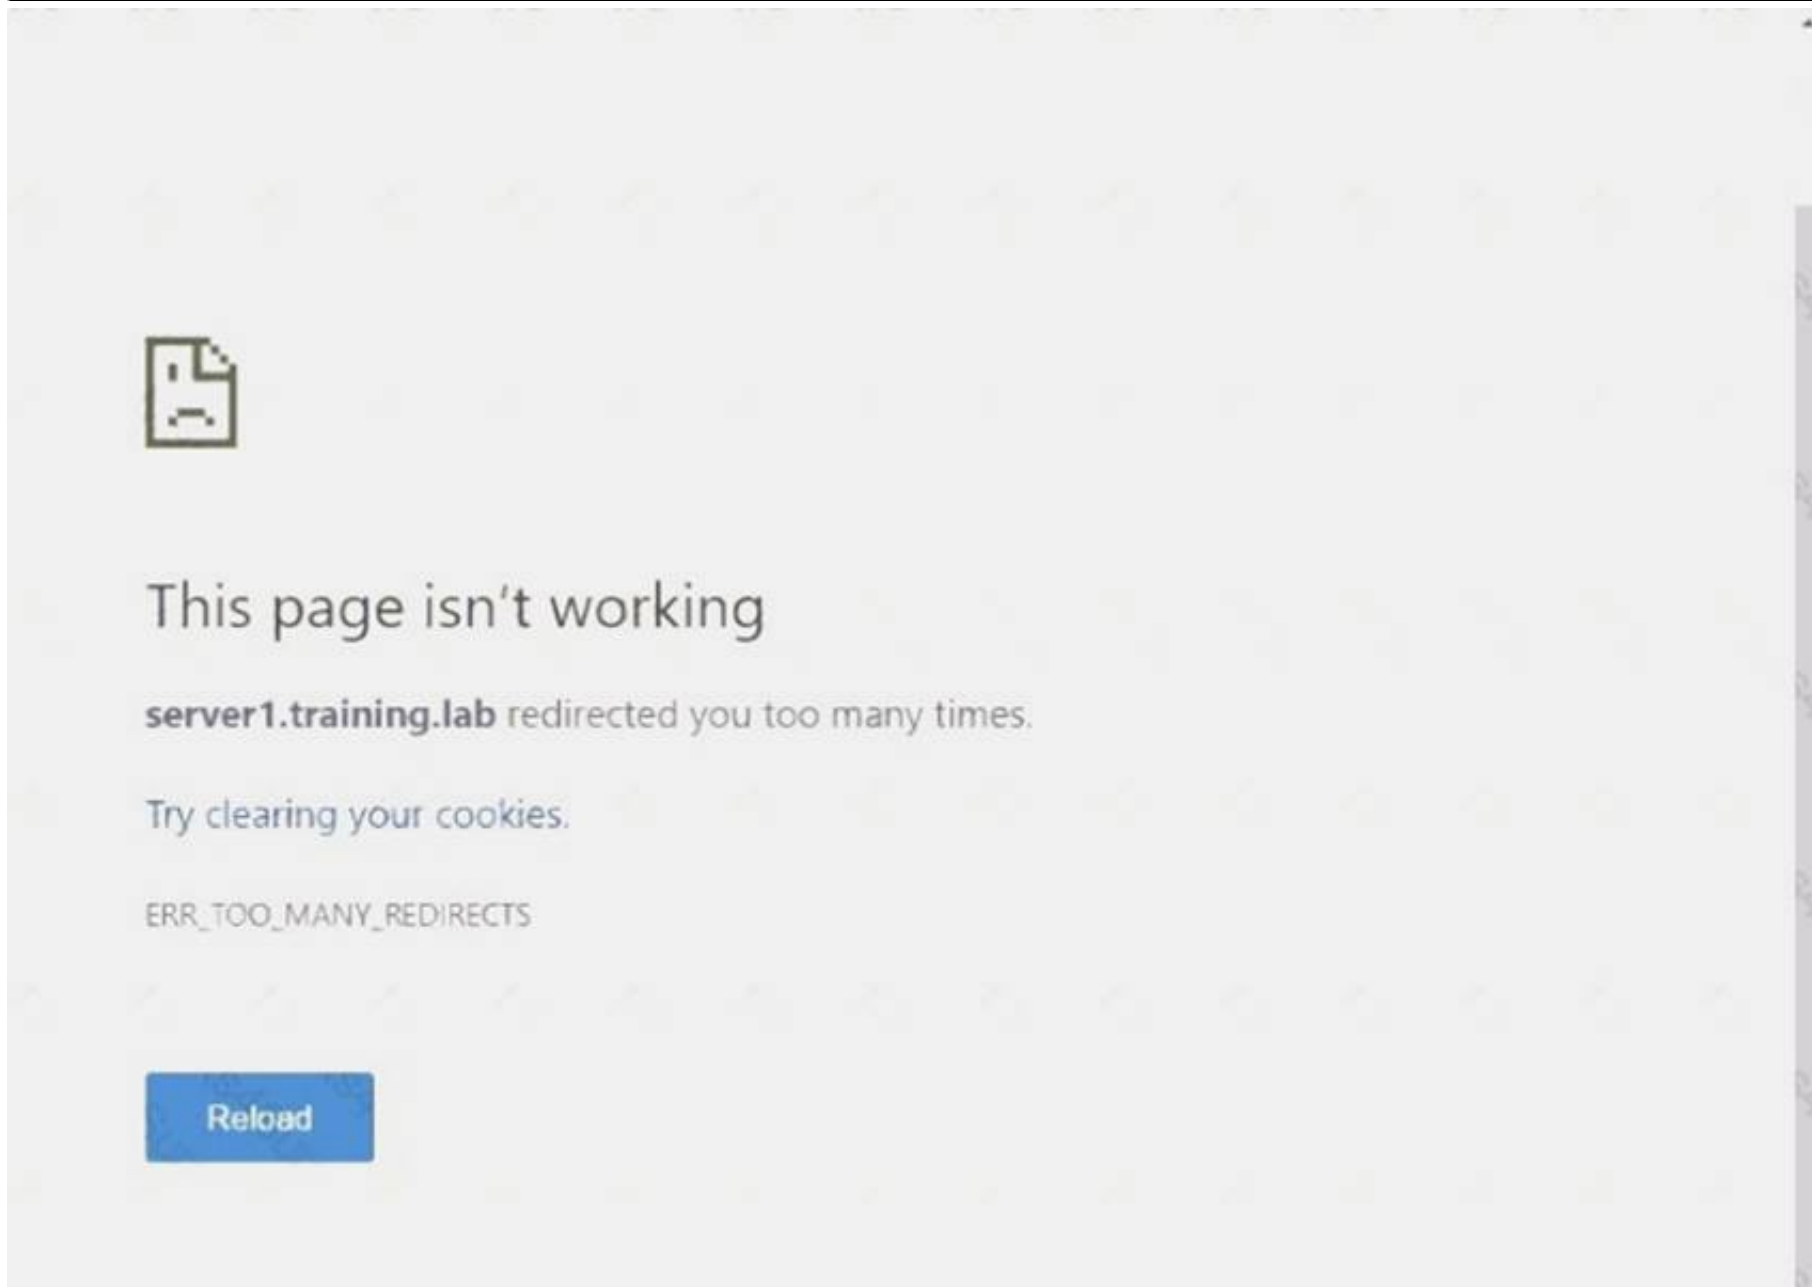 This page isn't working
server1.training.lab redirected you too many times.
Try clearing your cookies.
ERR_TOO_MANY_REDIRECTS
Reload